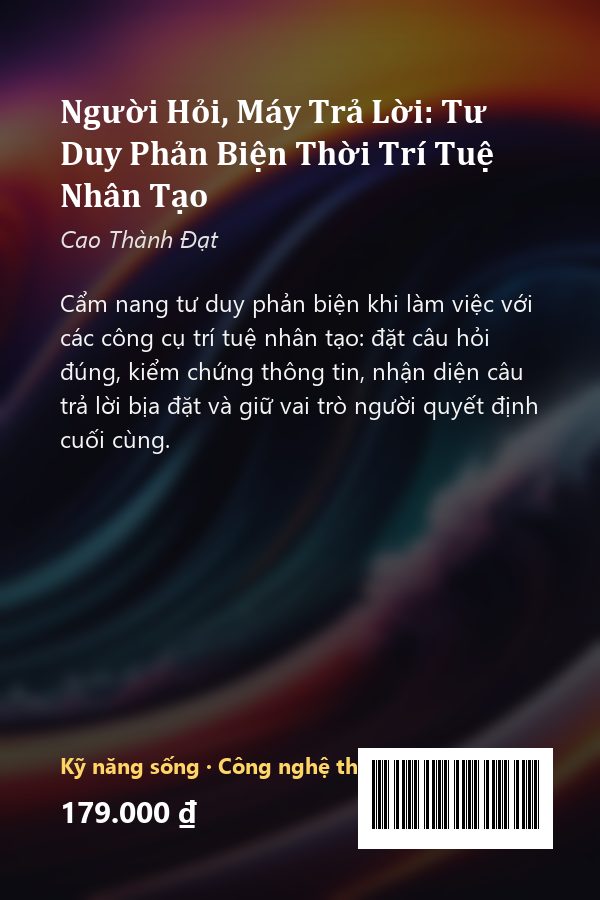 Người Hỏi, Máy Trả Lời: Tư
Duy Phản Biện Thời Trí Tuệ
Nhân Tạo
Cao Thành Đạt
Cẩm nang tư duy phản biện khi làm việc với
các công cụ trí tuệ nhân tạo: đặt câu hỏi
đúng, kiểm chứng thông tin, nhận diện câu
trả lời bịa đặt và giữ vai trò người quyết định
cuối cùng.
Kỹ năng sống · Công nghệ th
179.000 ₫